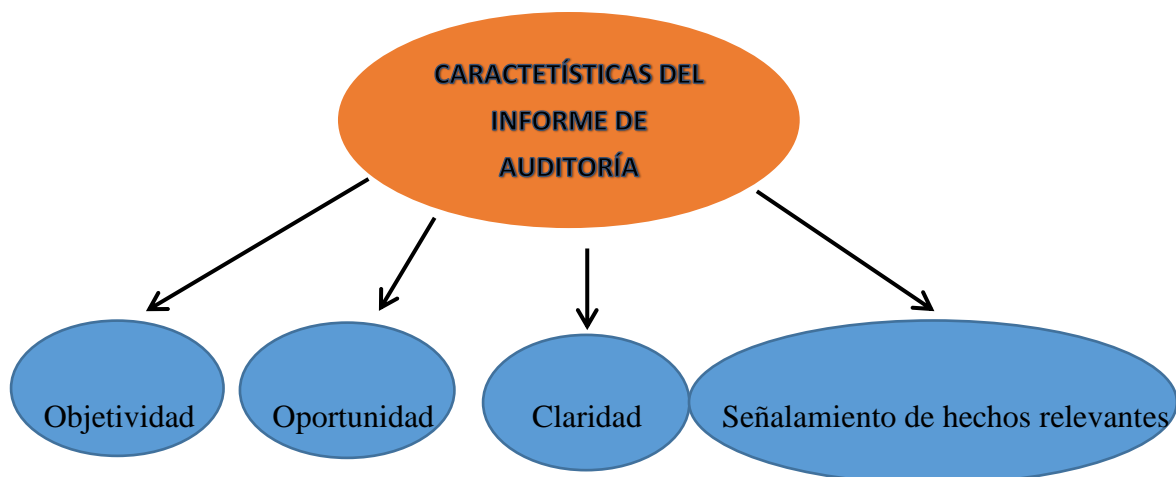 CARACTETÍSTICAS DEL
INFORME DE
AUDITORÍA
Objetividad
Oportunidad
Claridad
Señalamiento de hechos relevantes